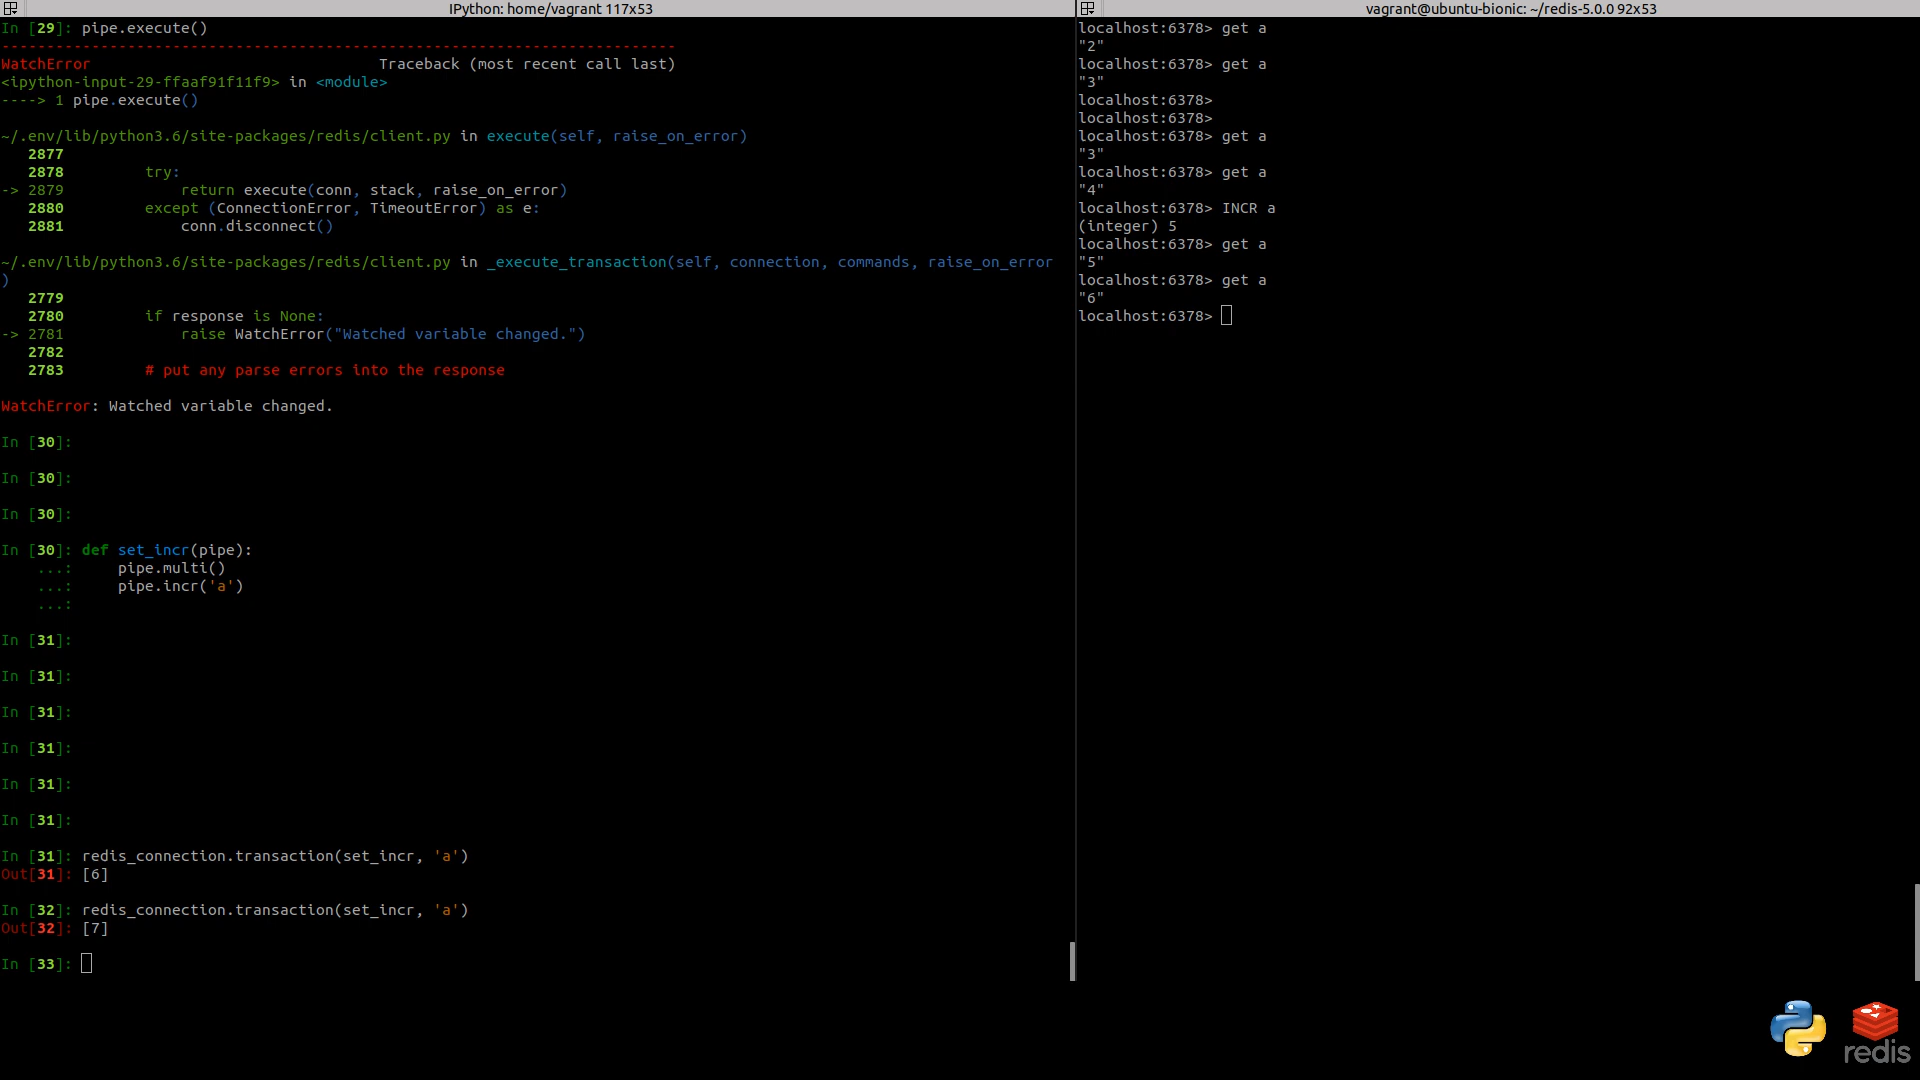 IPython: home/vagrant 117x53
In [29]: pipe.execute()
---------------------------------------------------------------------------
WatchError                                Traceback (most recent call last)
<ipython-input-29-ffaaf91f11f9> in <module>
----> 1 pipe.execute()
~/.env/lib/python3.6/site-packages/redis/client.py in execute(self, raise_on_error)
   2877
   2878         try:
-> 2879             return execute(conn, stack, raise_on_error)
   2880         except (ConnectionError, TimeoutError) as e:
   2881             conn.disconnect()
~/.env/lib/python3.6/site-packages/redis/client.py in _execute_transaction(self, connection, commands, raise_on_error
)
   2779
   2780         if response is None:
-> 2781             raise WatchError("Watched variable changed.")
   2782
   2783         # put any parse errors into the response
WatchError: Watched variable changed.
In [30]:
In [30]:
In [30]:
In [30]: def set_incr(pipe):
    ...:     pipe.multi()
    ...:     pipe.incr('a')
    ...:
In [31]:
In [31]:
In [31]:
In [31]:
In [31]:
In [31]:
In [31]: redis_connection.transaction(set_incr, 'a')
Out[31]: [6]
In [32]: redis_connection.transaction(set_incr, 'a')
Out[32]: [7]
In [33]:
vagrant@ubuntu-bionic: ~/redis-5.0.0 92x53
localhost:6378> get a
"2"
localhost:6378> get a
"3"
localhost:6378>
localhost:6378>
localhost:6378> get a
"3"
localhost:6378> get a
"4"
localhost:6378> INCR a
(integer) 5
localhost:6378> get a
"5"
localhost:6378> get a
"6"
localhost:6378>
redis